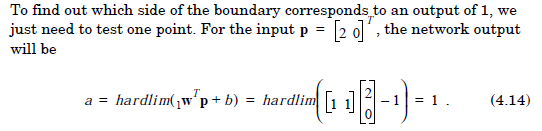 To find out which side of the boundary corresponds to an output of 1, we
just need to test one point. For the input p = [2 0]^T, the network output
will be
a = hardlim(₁wᵀp + b) = hardlim([1 1][2 0] – 1) = 1 . (4.14)